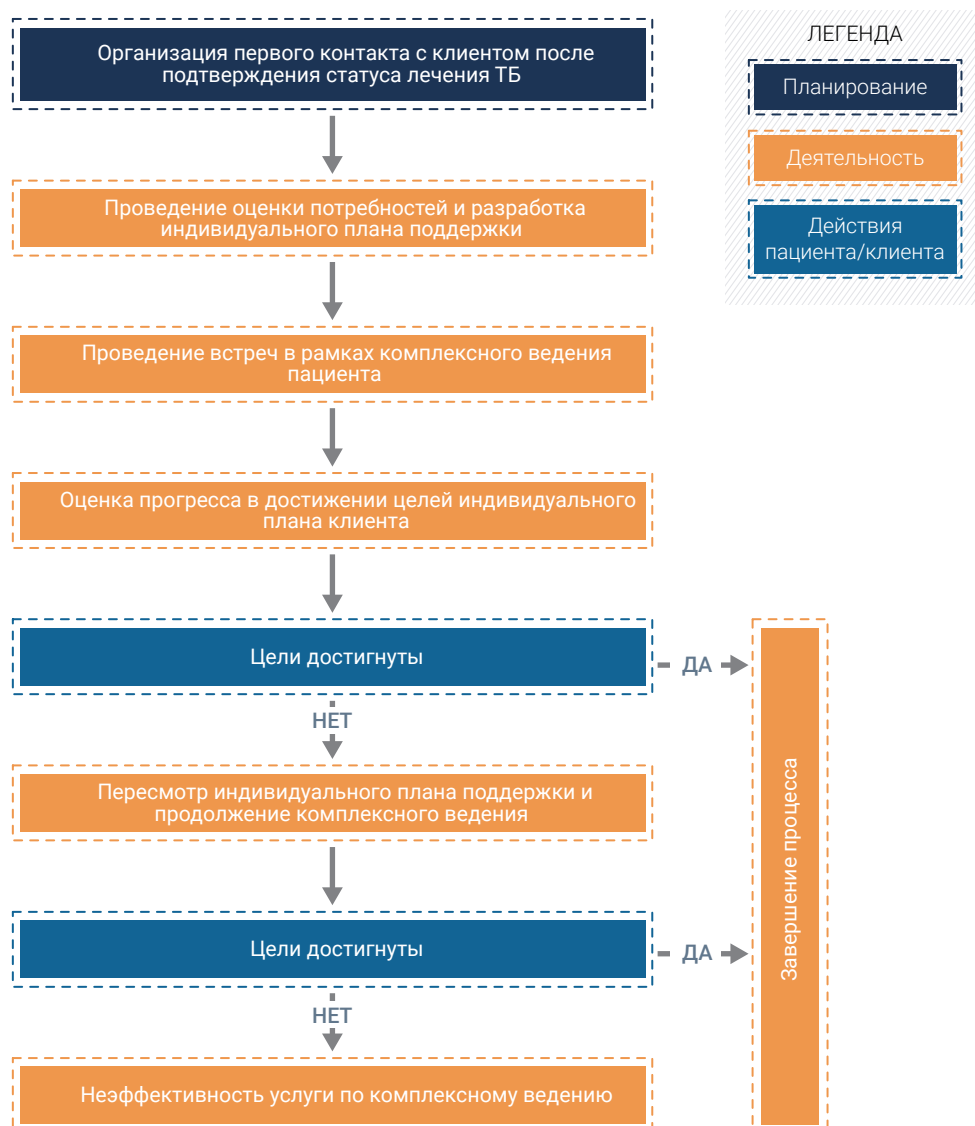 Организация первого контакта с клиентом после
подтверждения статуса лечения ТБ
ЛЕГЕНДА
Планирование
Деятельность
Действия
пациента/клиента
Проведение оценки потребностей и разработка
индивидуального плана поддержки
Проведение встреч в рамках комплексного ведения
пациента
Оценка прогресса в достижении целей индивидуального
плана клиента
Цели достигнуты
ДА
НЕТ
Пересмотр индивидуального плана поддержки и
продолжение комплексного ведения
Цели достигнуты
ДА
НЕТ
Неэффективность услуги по комплексному ведению
Завершение процесса